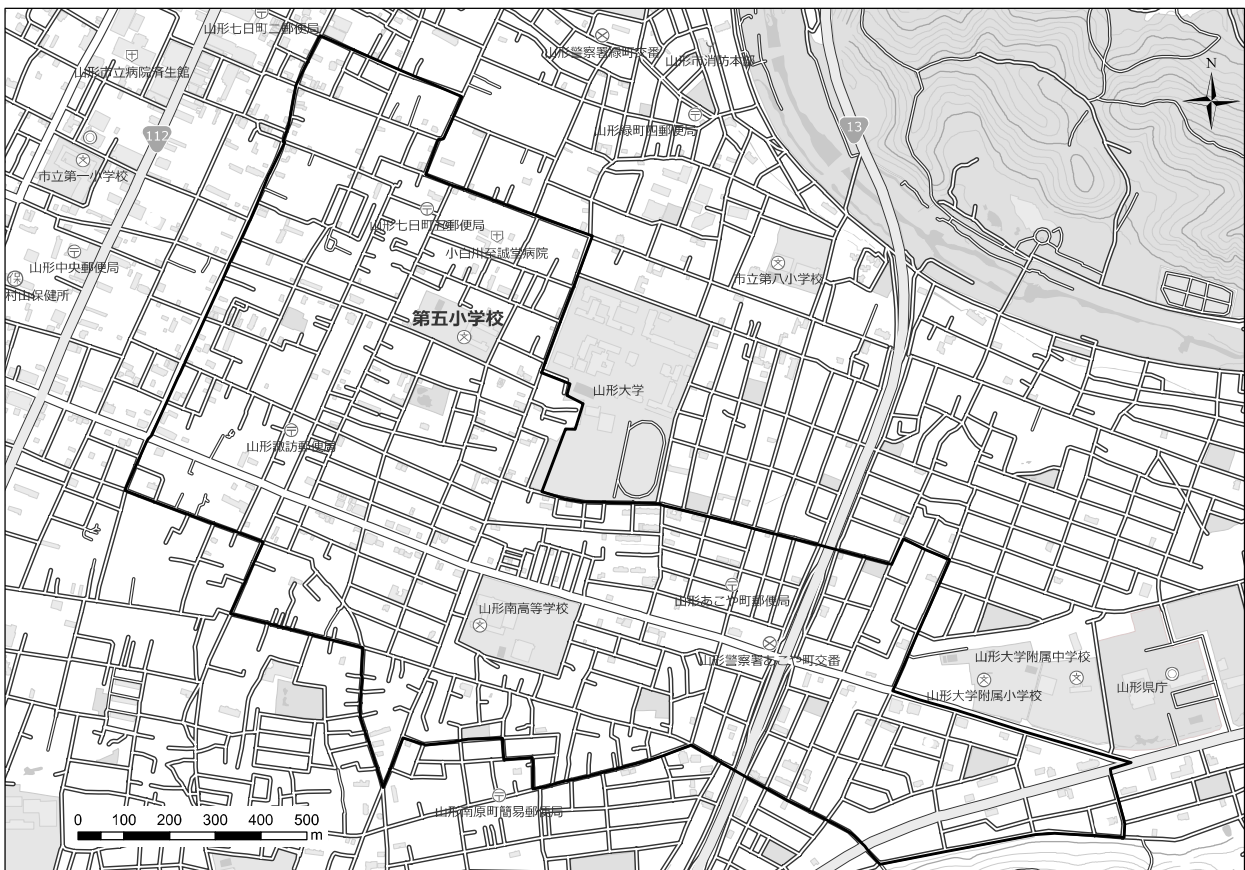 山形七日町二郵便局
山形警察署緑町交番
山形市消防本部
山形市立病院済生館
N
112
13
山形緑町四郵便局
市立第一小学校
山形七日町五郵便局
小白川至誠堂病院
山形中央郵便局
市立第八小学校
村山保健所
第五小学校
山形大学
山形諏訪郵便局
山形あこや町郵便局
山形南高等学校
山形警察署あこや町交番
山形大学附属中学校
山形大学附属小学校
山形県庁
山形南原町簡易郵便局
0 100 200 300 400 500
m